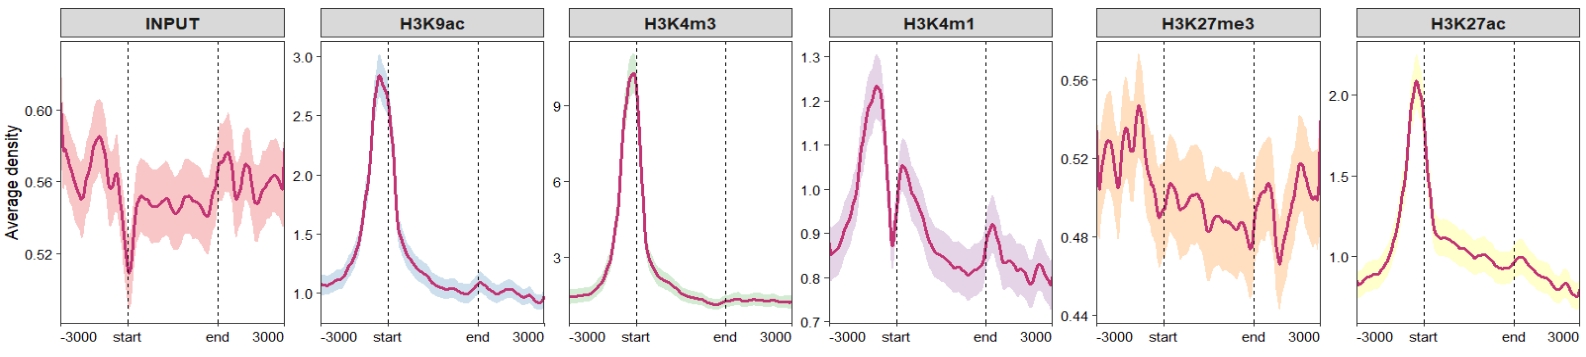 INPUT
H3K9ac
H3K4m3
H3K4m1
H3K27me3
H3K27ac
Average density
0.60
0.56
0.52
-3000 start end 3000
3.0
2.5
2.0
1.5
1.0
-3000 start end 3000
9
6
3
-3000 start end 3000
1.3
1.2
1.1
1.0
0.9
0.8
0.7
-3000 start end 3000
0.56
0.52
0.48
0.44
-3000 start end 3000
2.0
1.5
1.0
-3000 start end 3000